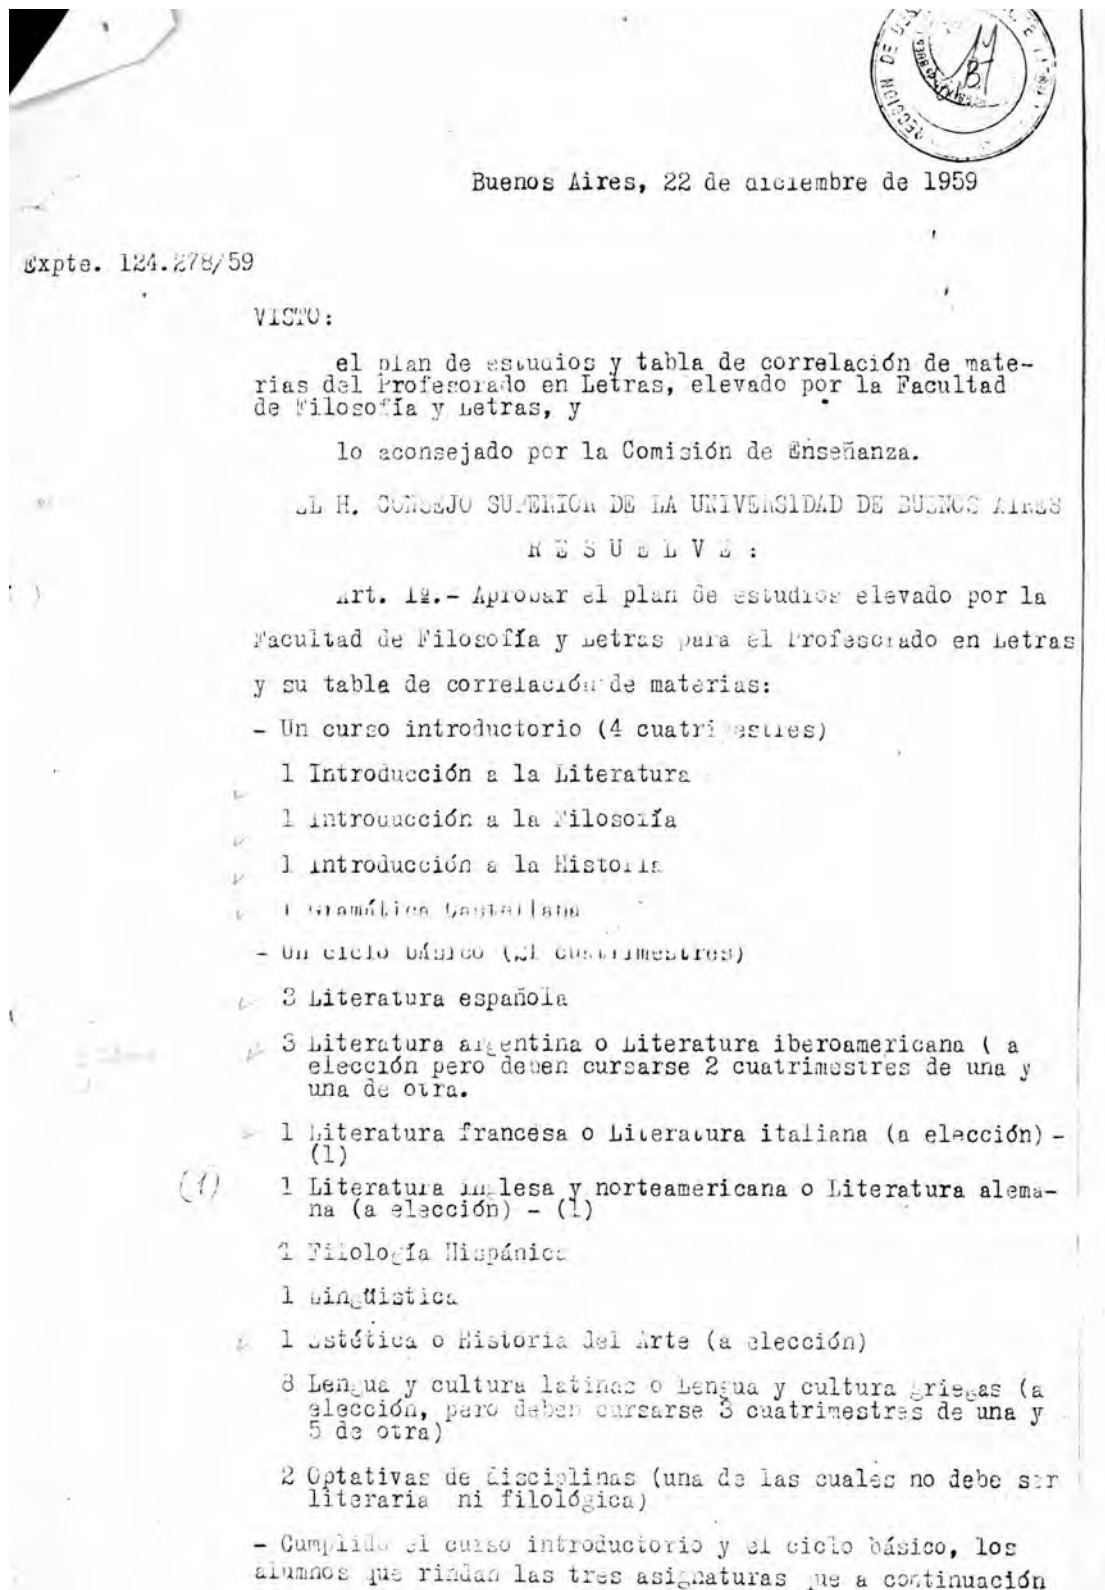 Buenos Aires, 22 de diciembre de 1959
Expte. 124.278/59
VISTO:
el plan de estudios y tabla de correlación de mate-
rias del Profesorado en Letras, elevado por la Facultad
de Filosofía y Letras, y
lo aconsejado por la Comisión de Enseñanza.
EL H. CONSEJO SUPERIOR DE LA UNIVERSIDAD DE BUENOS AIRES
R E S U E L V E :
Art. 1º.- Aprobar el plan de estudios elevado por la
Facultad de Filosofía y Letras para el Profesorado en Letras
y su tabla de correlación de materias:
- Un curso introductorio (4 cuatrimestres)
1 Introducción a la Literatura
1 Introducción a la Filosofía
1 Introducción a la Historia
1 Gramática Castellana
- Un ciclo básico (21 cuatrimestres)
3 Literatura española
3 Literatura argentina o Literatura iberoamericana ( a
elección pero deben cursarse 2 cuatrimestres de una y
una de otra.
1 Literatura francesa o Literatura italiana (a elección) -
(1)
(1) 1 Literatura inglesa y norteamericana o Literatura alema-
na (a elección) - (1)
Filología Hispánica
1 Lingüistica
1 Estética o Historia del Arte (a elección)
8 Lengua y cultura latinas o Lengua y cultura griegas (a
elección, pero deben cursarse 3 cuatrimestres de una y
5 de otra)
2 Optativas de disciplinas (una de las cuales no debe ser
literaria ni filológica)
- Cumplido el curso introductorio y el ciclo básico, los
alumnos que rindan las tres asignaturas que a continuación